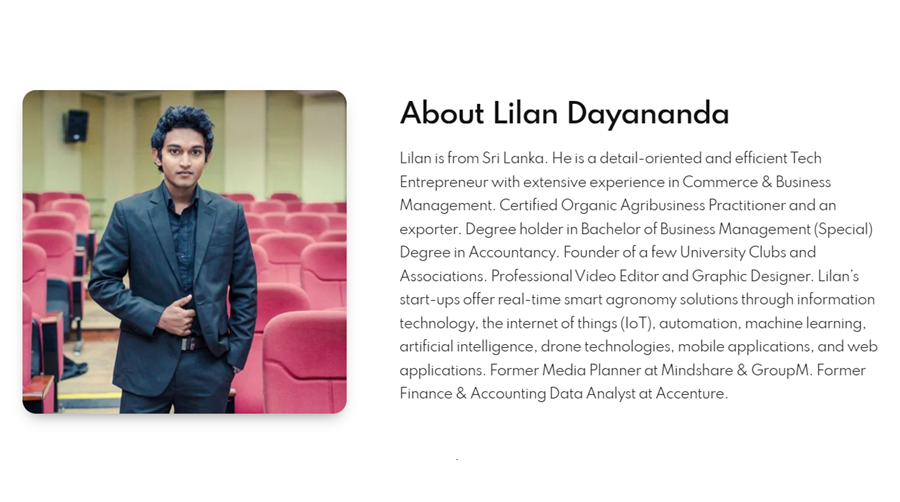 About Lilan Dayananda
Lilan is from Sri Lanka. He is a detail-oriented and efficient Tech
Entrepreneur with extensive experience in Commerce & Business
Management. Certified Organic Agribusiness Practitioner and an
exporter. Degree holder in Bachelor of Business Management (Special)
Degree in Accountancy. Founder of a few University Clubs and
Associations. Professional Video Editor and Graphic Designer. Lilan's
start-ups offer real-time smart agronomy solutions through information
technology, the internet of things (IoT), automation, machine learning,
artificial intelligence, drone technologies, mobile applications, and web
applications. Former Media Planner at Mindshare & GroupM. Former
Finance & Accounting Data Analyst at Accenture.